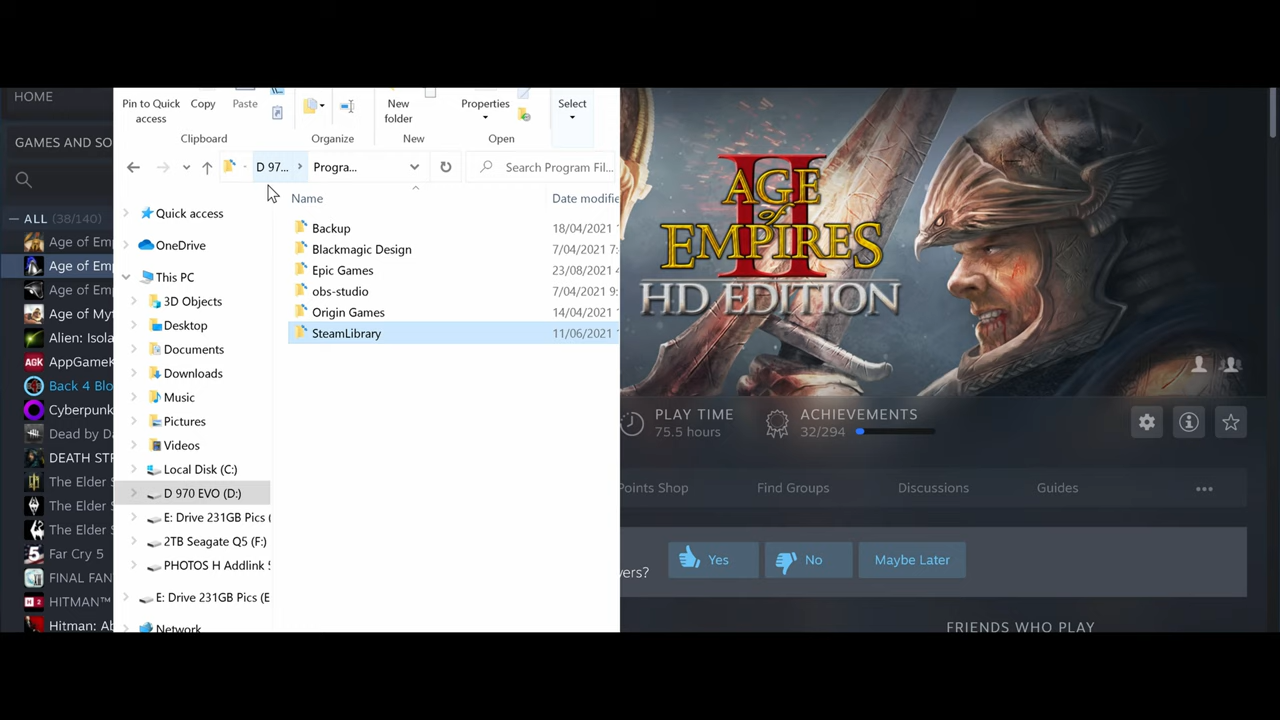 HOME
GAMES AND SO
ALL (38/140)
Age of Em
Age of Em
Age of Em
Age of My
Alien: Isola
AppGameK
Back 4 Blo
Cyberpunk
Dead by Da
DEATH STR
The Elder S
The Elder S
The Elder S
Far Cry 5
FINAL FAN
HITMAN™
Hitman: Ab
Pin to Quick
access
Copy
Paste
New
folder
Properties
Select
Clipboard
Organize
New
Open
D 97...
Progra...
Search Program Fil...
Quick access
OneDrive
This PC
3D Objects
Desktop
Documents
Downloads
Music
Pictures
Videos
Local Disk (C:)
D 970 EVO (D:)
E: Drive 231GB Pics (
2TB Seagate Q5 (F:)
PHOTOS H Addlink
E: Drive 231GB Pics (E
Network
Name
Date modifie
Backup
18/04/2021
Blackmagic Design
7/04/2021 7:
Epic Games
23/08/2021 4
obs-studio
7/04/2021 9:
Origin Games
14/04/2021
SteamLibrary
11/06/2021
AGE
of
EMPIRES
II
HD EDITION
PLAY TIME
75.5 hours
ACHIEVEMENTS
32/294
Points Shop
Find Groups
Discussions
Guides
vers?
Yes
No
Maybe Later
FRIENDS WHO PLAY